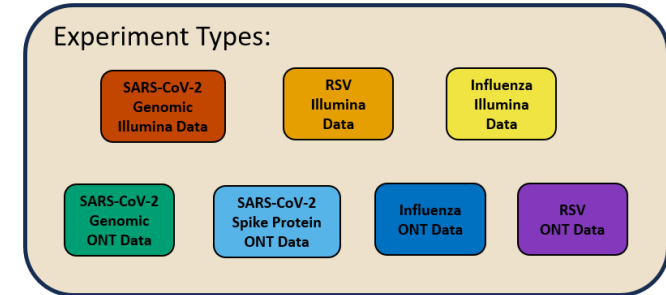 Experiment Types:
SARS-CoV-2
Genomic
Illumina Data
RSV
Illumina
Data
Influenza
Illumina
Data
SARS-CoV-2
Genomic
ONT Data
SARS-CoV-2
Spike Protein
ONT Data
Influenza
ONT Data
RSV
ONT Data